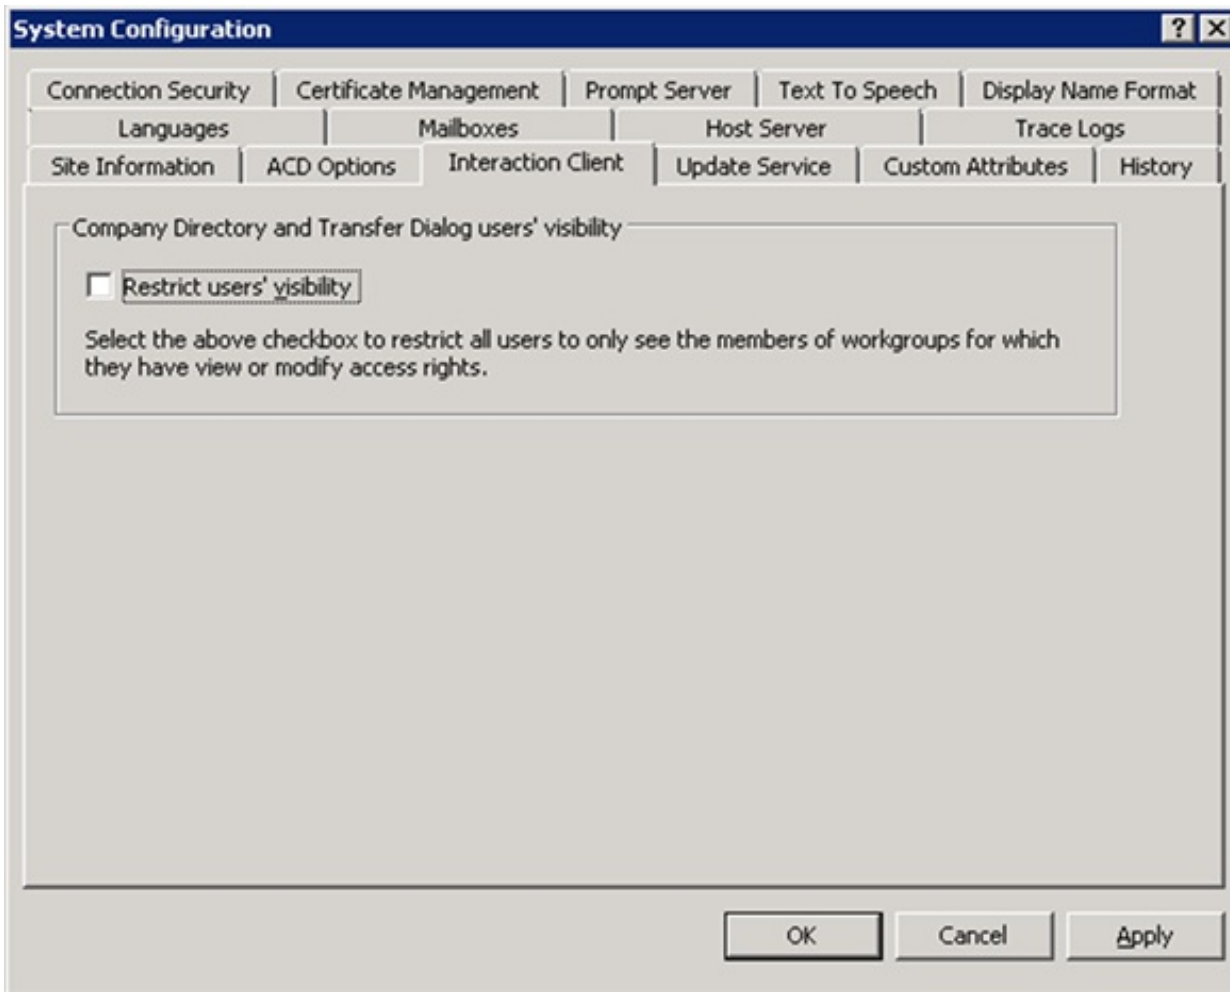 System Configuration
Connection Security
Certificate Management
Prompt Server
Text To Speech
Display Name Format
Languages
Mailboxes
Host Server
Trace Logs
Site Information
ACD Options
Interaction Client
Update Service
Custom Attributes
History
Company Directory and Transfer Dialog users' visibility
Restrict users' visibility
Select the above checkbox to restrict all users to only see the members of workgroups for which
they have view or modify access rights.
OK
Cancel
Apply